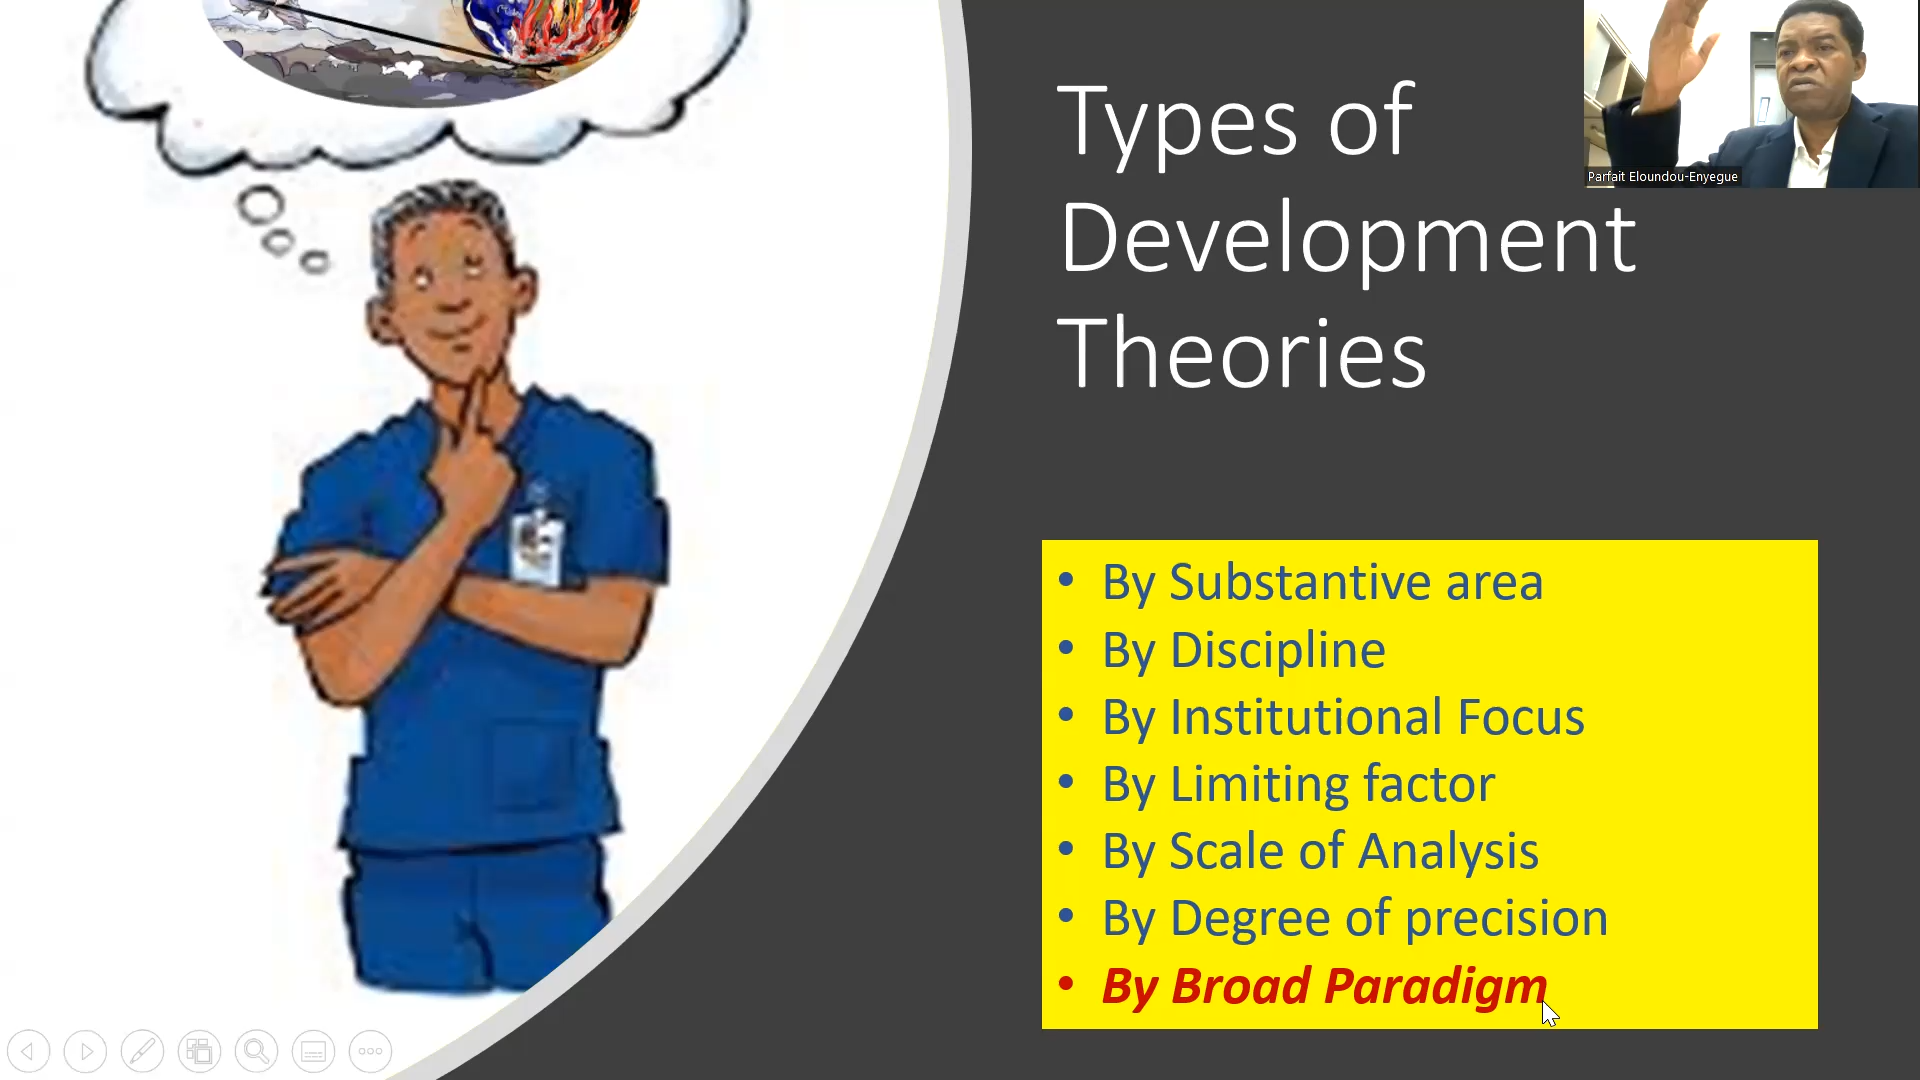 Types of
Development
Theories
Parfait Eloundou-Enyegue
• By Substantive area
• By Discipline
• By Institutional Focus
• By Limiting factor
• By Scale of Analysis
• By Degree of precision
• By Broad Paradigm